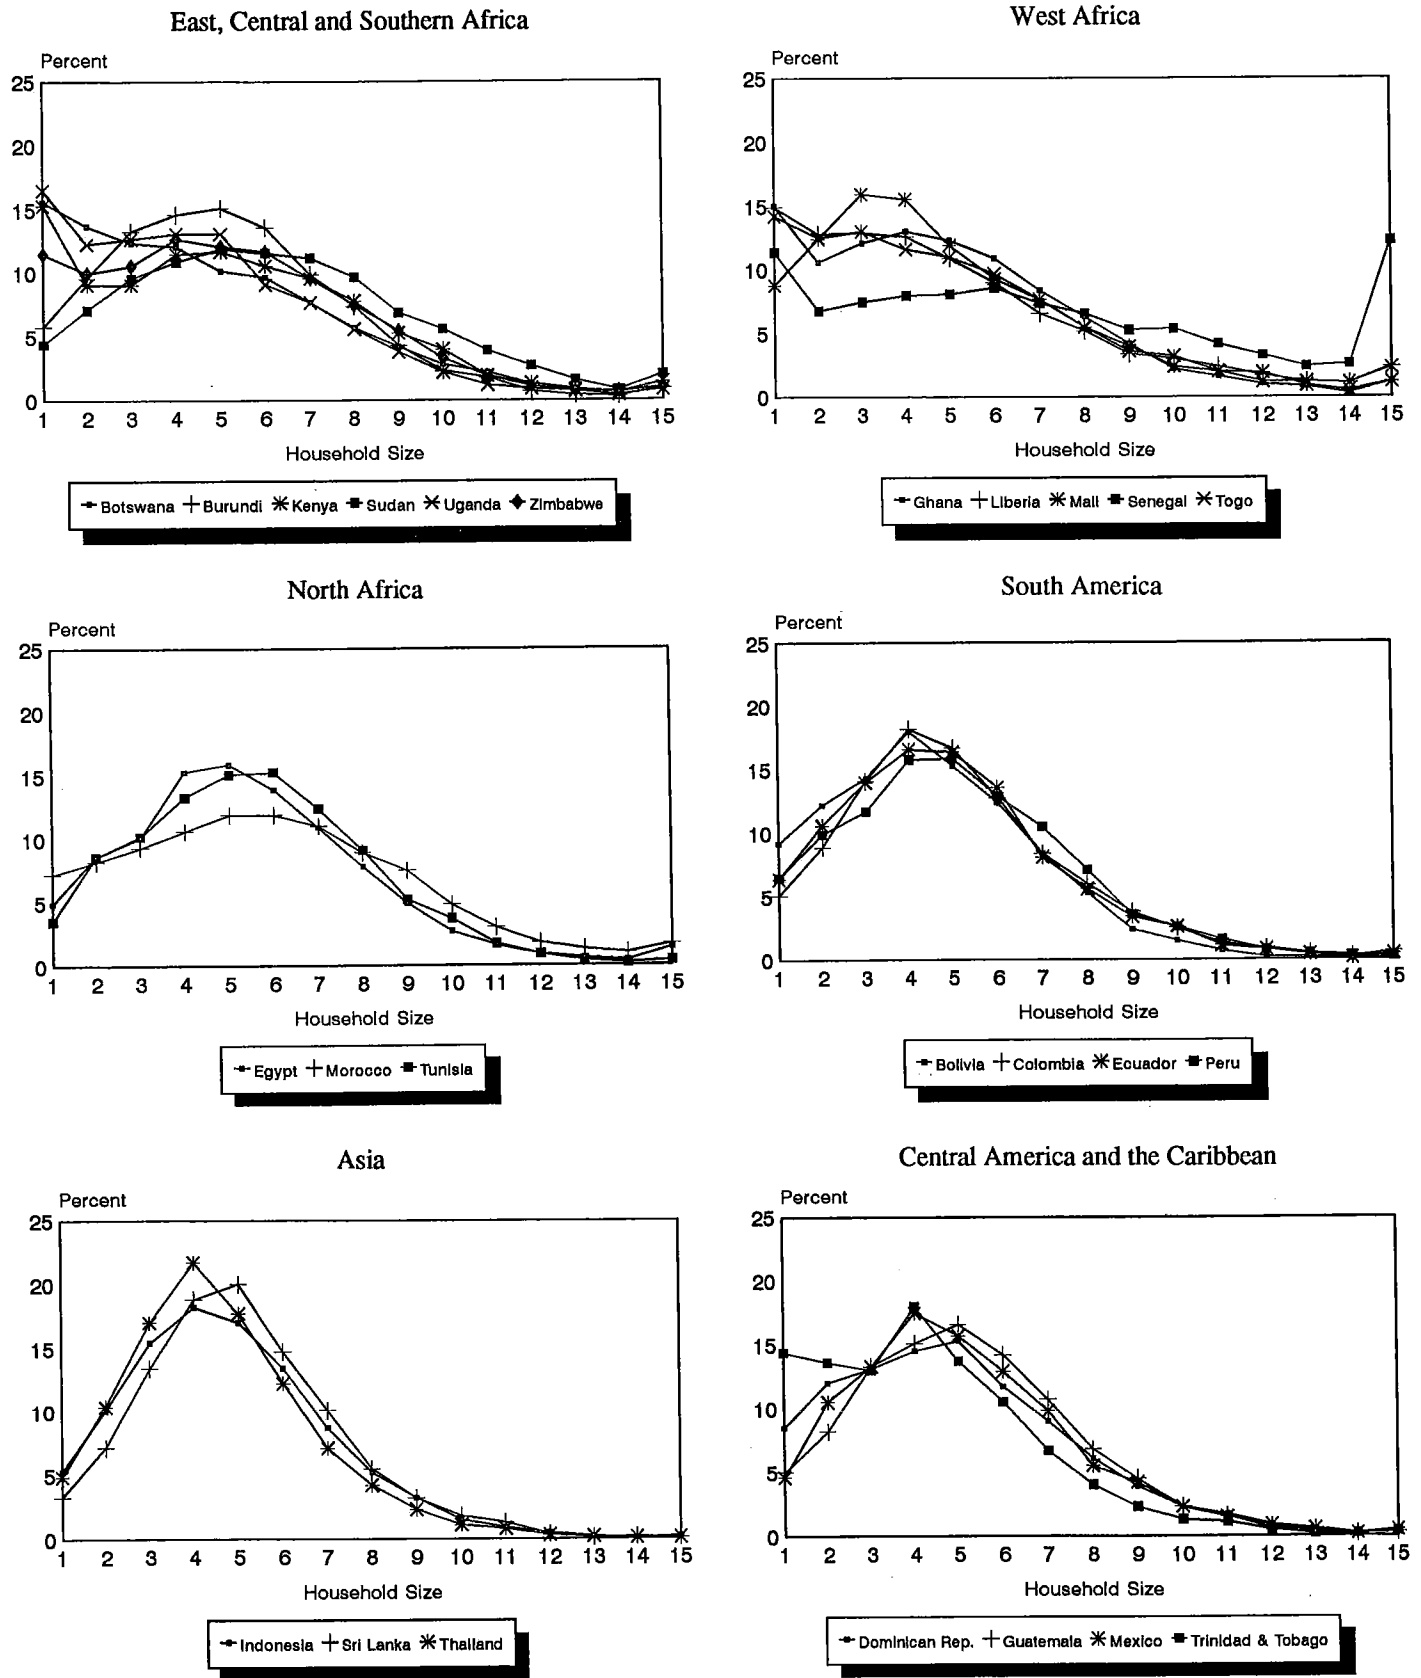 East, Central and Southern Africa
Percent
25
20
15
10
5
0
1 2 3 4 5 6 7 8 9 10 11 12 13 14 15
Household Size
Botswana Burundi Kenya Sudan Uganda Zimbabwe
West Africa
Percent
25
20
15
10
5
0
1 2 3 4 5 6 7 8 9 10 11 12 13 14 15
Household Size
Ghana Liberia Mali Senegal Togo
North Africa
Percent
25
20
15
10
5
0
1 2 3 4 5 6 7 8 9 10 11 12 13 14 15
Household Size
Egypt Morocco Tunisia
South America
Percent
25
20
15
10
5
0
1 2 3 4 5 6 7 8 9 10 11 12 13 14 15
Household Size
Bolivia Colombia Ecuador Peru
Asia
Percent
25
20
15
10
5
0
1 2 3 4 5 6 7 8 9 10 11 12 13 14 15
Household Size
Indonesia Sri Lanka Thailand
Central America and the Caribbean
Percent
25
20
15
10
5
0
1 2 3 4 5 6 7 8 9 10 11 12 13 14 15
Household Size
Dominican Rep. Guatemala Mexico Trinidad & Tobago